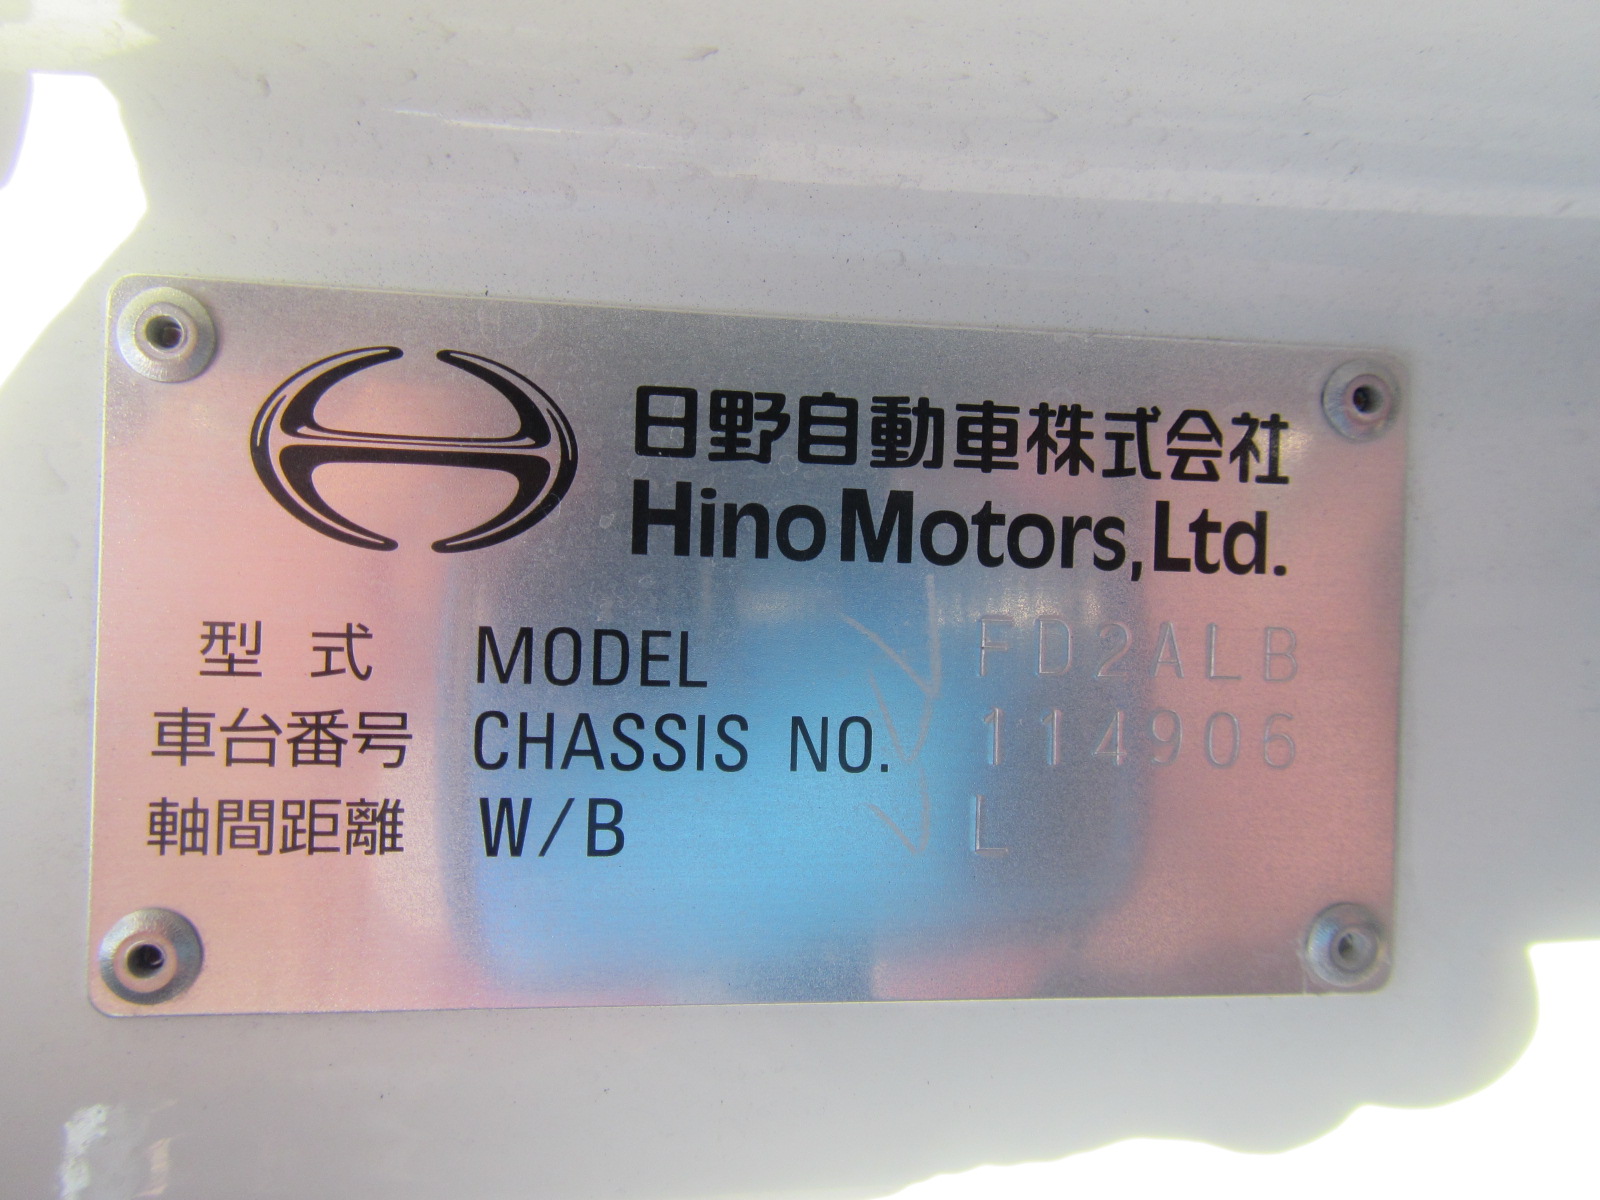 日野自動車株式会社
Hino Motors, Ltd.
型式 MODEL FD2ALB
車台番号 CHASSIS NO. 114906
軸間距離 W/B L